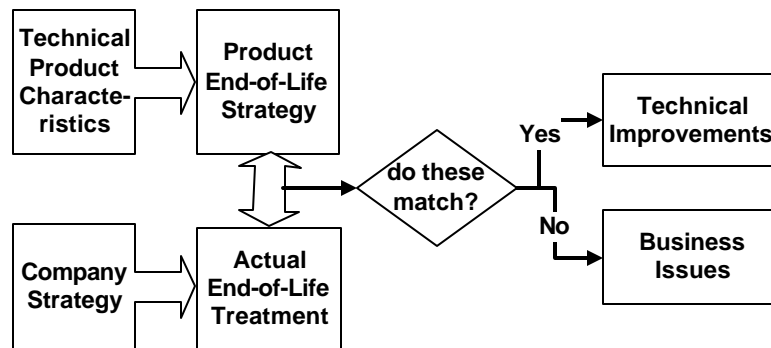 Technical
Product
Characte-
ristics
Product
End-of-Life
Strategy
do these
match?
Yes
No
Technical
Improvements
Company
Strategy
Actual
End-of-Life
Treatment
Business
Issues